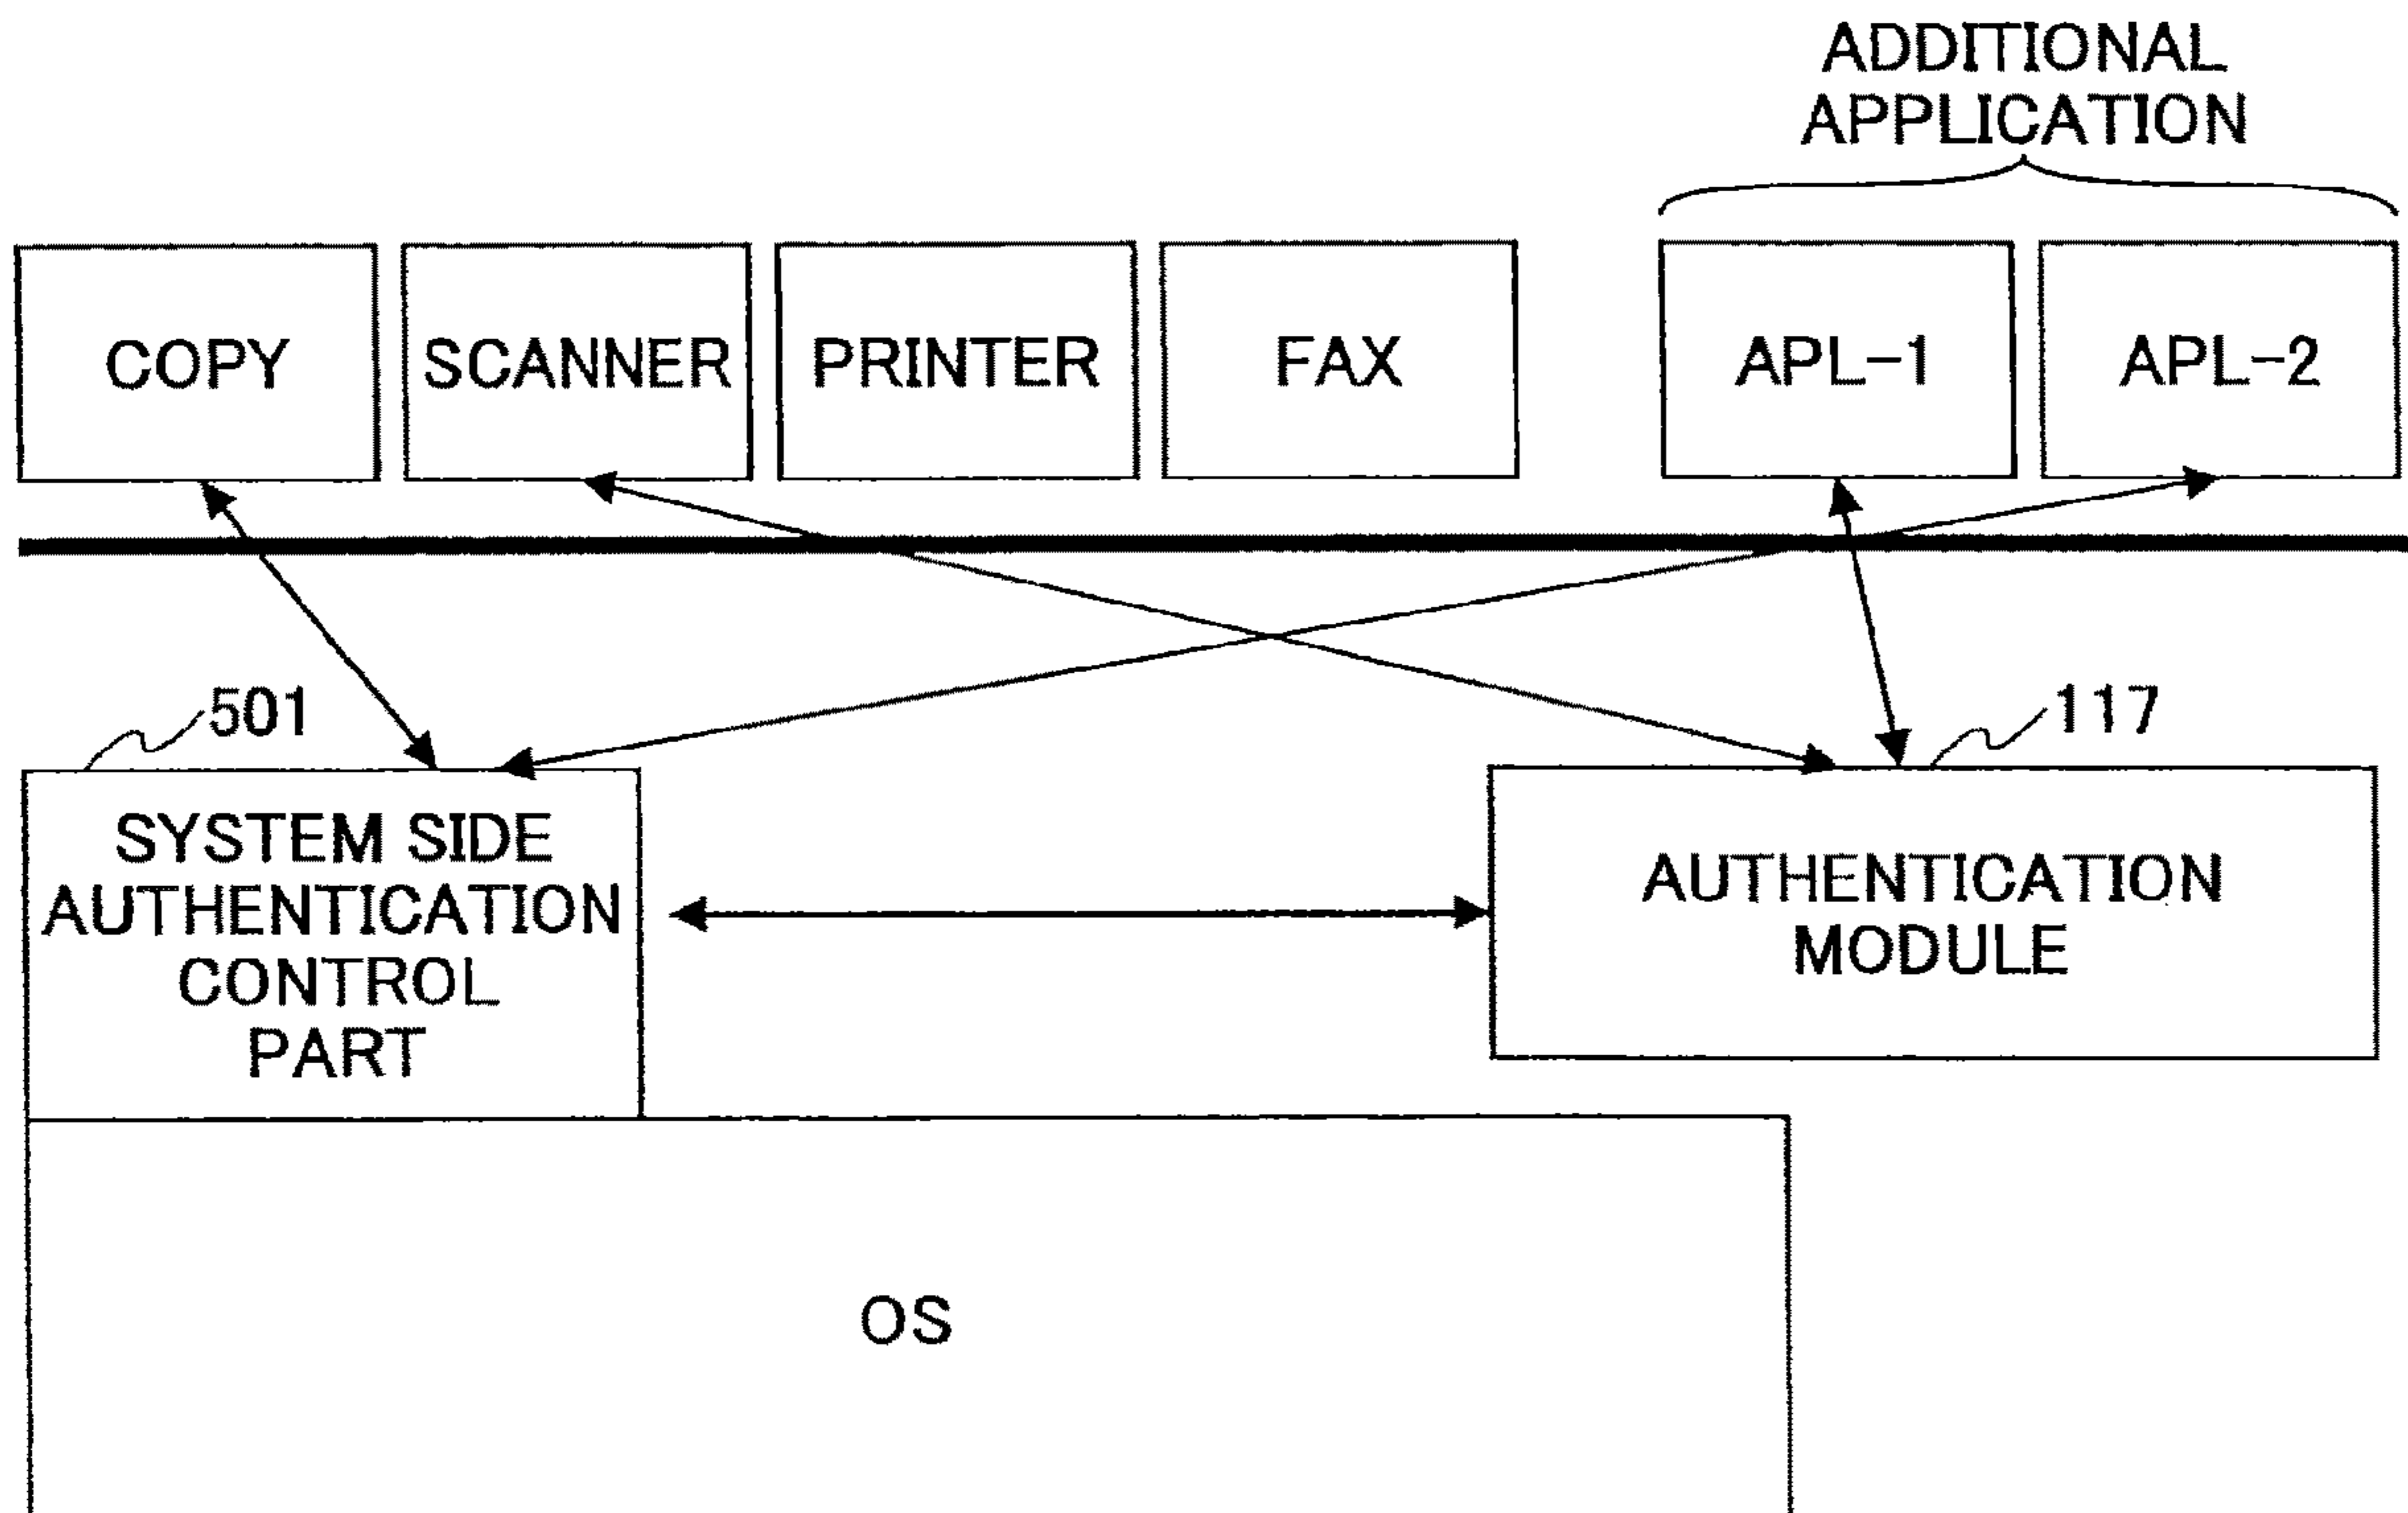 ADDITIONAL
APPLICATION
COPY
SCANNER
PRINTER
FAX
APL-1
APL-2
501
117
SYSTEM SIDE
AUTHENTICATION
CONTROL
PART
AUTHENTICATION
MODULE
OS